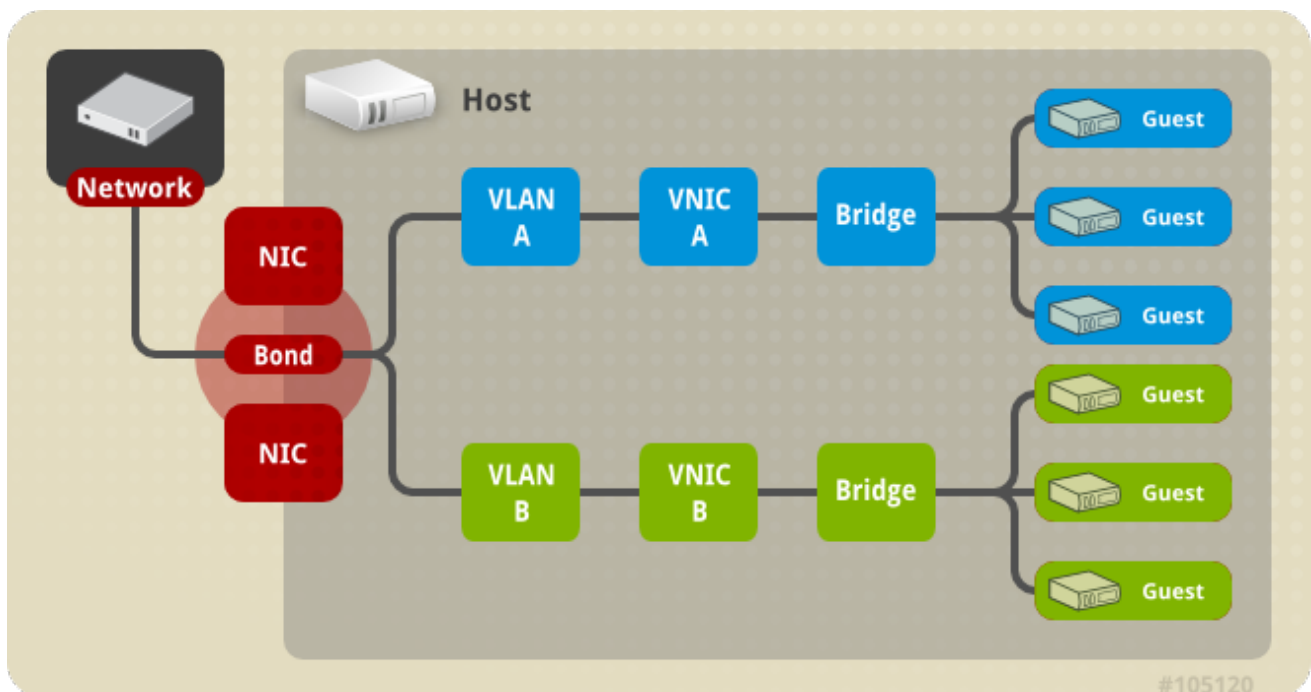 Host
Network
NIC
Bond
NIC
VLAN
A
VNIC
A
Bridge
Guest
Guest
Guest
VLAN
B
VNIC
B
Bridge
Guest
Guest
Guest
#105120